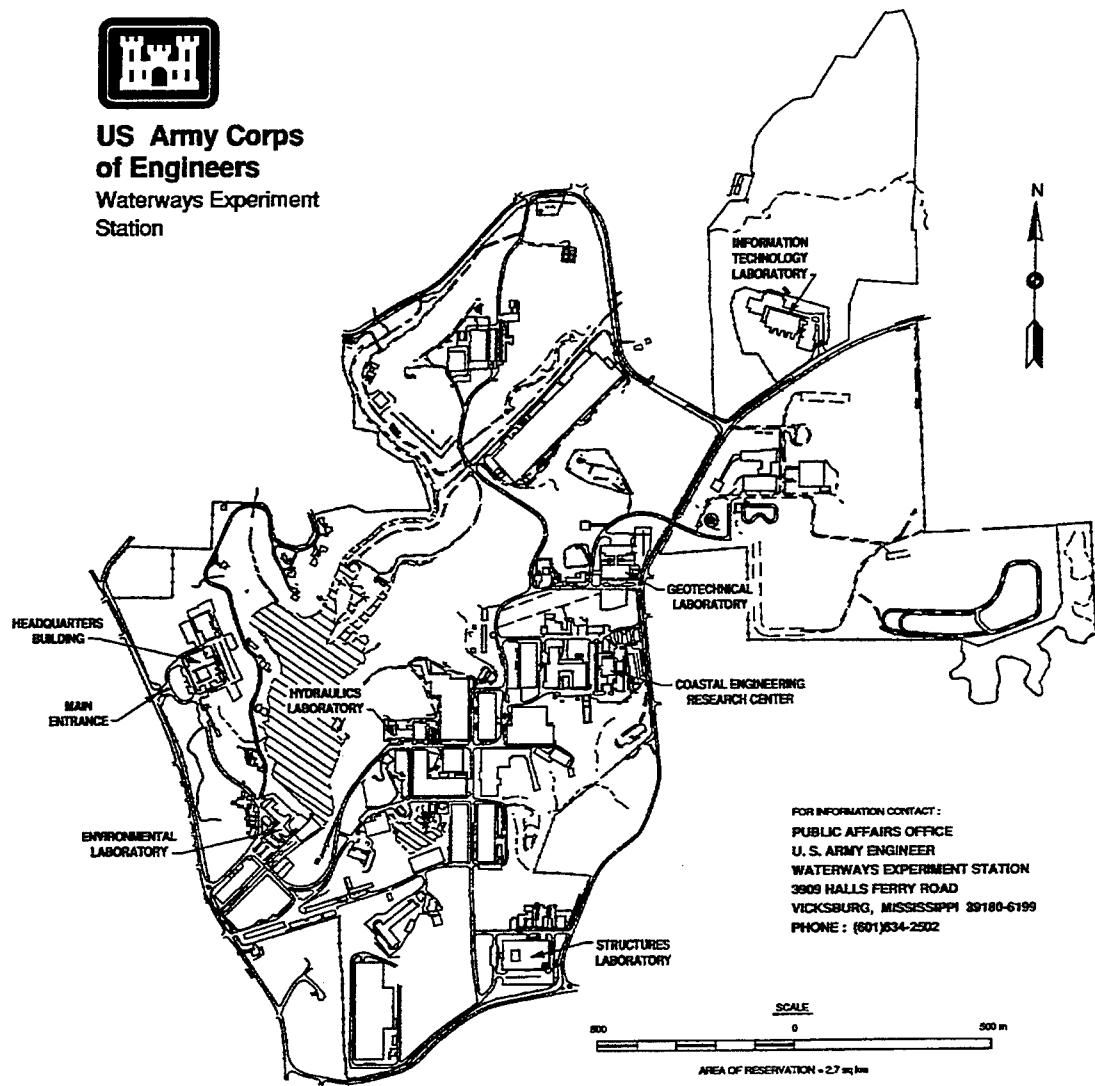 US Army Corps
of Engineers
Waterways Experiment
Station
N
INFORMATION
TECHNOLOGY
LABORATORY
GEOTECHNICAL
LABORATORY
HEADQUARTERS
BUILDING
MAIN
ENTRANCE
HYDRAULICS
LABORATORY
COASTAL ENGINEERING
RESEARCH CENTER
ENVIRONMENTAL
LABORATORY
STRUCTURES
LABORATORY
FOR INFORMATION CONTACT :
PUBLIC AFFAIRS OFFICE
U. S. ARMY ENGINEER
WATERWAYS EXPERIMENT STATION
3909 HALLS FERRY ROAD
VICKSBURG, MISSISSIPPI 39180-6199
PHONE : (601)634-2502
SCALE
500 0 500 m
AREA OF RESERVATION = 2.7 sq km